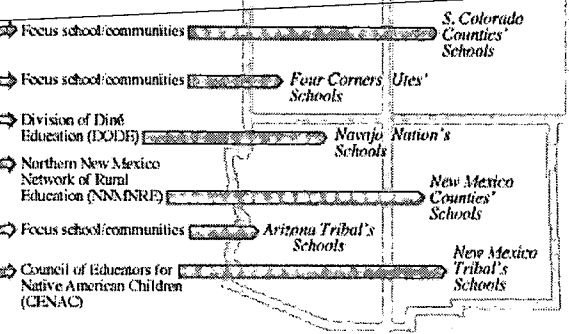 Focus school/communities
S. Colorado
Counties'
Schools
Focus school/communities
Four Corners Utes'
Schools
Division of Diné
Education (DODE)
Navajo Nation's
Schools
Northern New Mexico
Network of Rural
Education (NNMNRE)
New Mexico
Counties'
Schools
Focus school/communities
Arizona Tribal's
Schools
Council of Educators for
Native American Children
(CENAC)
New Mexico
Tribal's
Schools